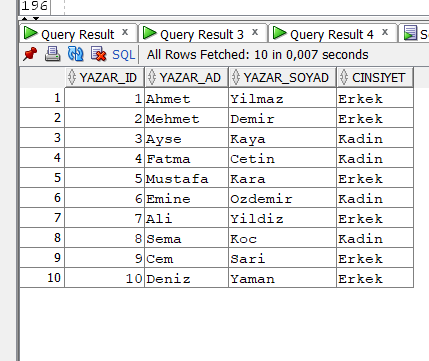 196
Query Result x Query Result 3 x Query Result 4 x
SQL | All Rows Fetched: 10 in 0,007 seconds
YAZAR_ID YAZAR_AD YAZAR_SOYAD CINSIYET
1 1 Ahmet Yilmaz Erkek
2 2 Mehmet Demir Erkek
3 3 Ayse Kaya Kadin
4 4 Fatma Cetin Kadin
5 5 Mustafa Kara Erkek
6 6 Emine Ozdemir Kadin
7 7 Ali Yildiz Erkek
8 8 Sema Koc Kadin
9 9 Cem Sari Erkek
10 10 Deniz Yaman Erkek